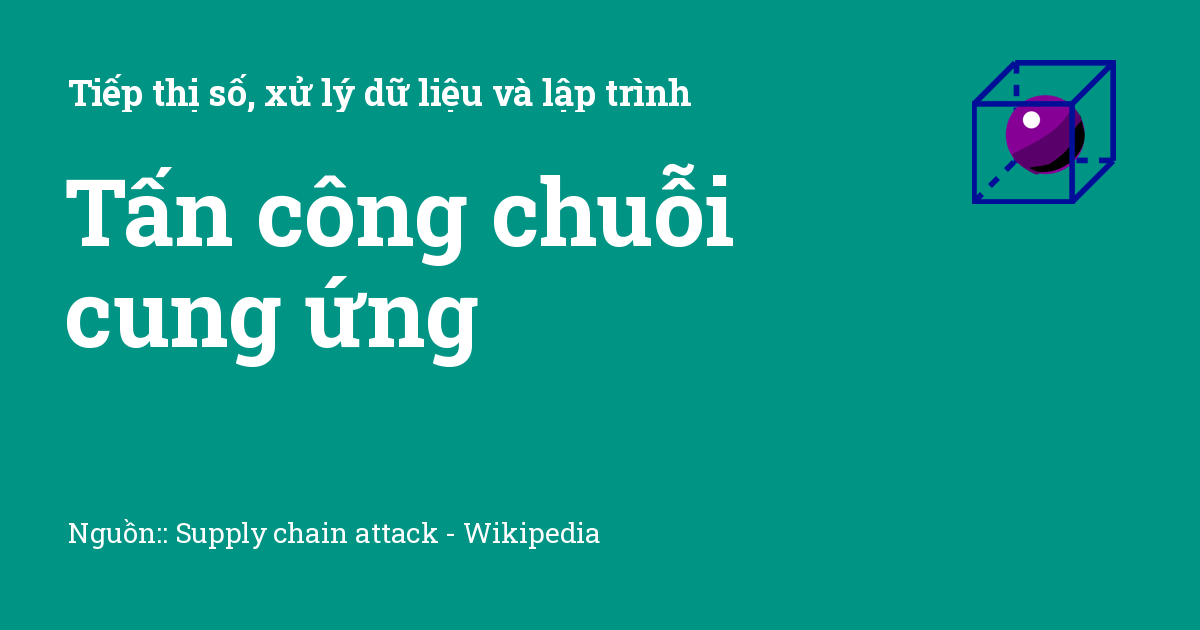 Tiếp thị số, xử lý dữ liệu và lập trình
Tấn công chuỗi
cung ứng
Nguồn:: Supply chain attack - Wikipedia